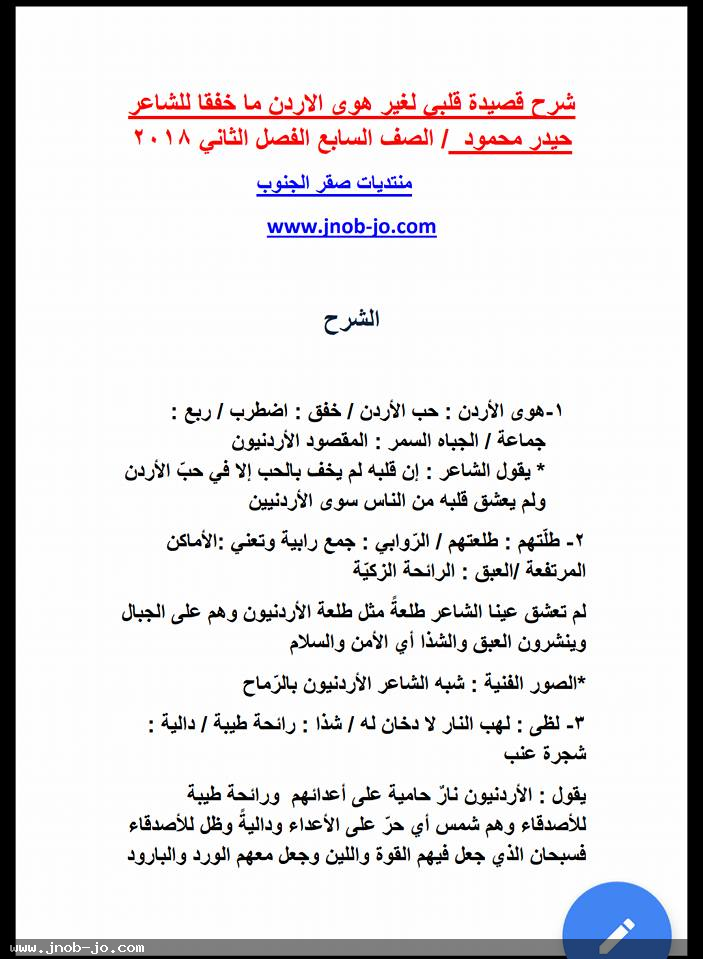 شرح قصيدة قلبي لغير هوى الاردن ما خفقا للشاعر
حيدر محمود / الصف السابع الفصل الثاني ٢٠١٨
منتديات صقر الجنوب
www.jnob-jo.com
الشرح
١-هوى الأردن : حب الأردن / خفق : اضطرب / ربع :
جماعة / الجباه السمر : المقصود الأردنيون
* يقول الشاعر : إن قلبه لم يخف بالحب إلا في حبّ الأردن
ولم يعشق قلبه من الناس سوى الأردنيين
٢- طلّتهم : طلعتهم / الرّوابي : جمع رابية وتعني :الأماكن
المرتفعة /العبق : الرائحة الزكيّة
لم تعشق عينا الشاعر طلعةً مثل طلعة الأردنيون وهم على الجبال
وينشرون العبق والشذا أي الأمن والسلام
*الصور الفنية : شبه الشاعر الأردنيون بالرّماح
٣- لظى : لهب النار لا دخان له / شذا : رائحة طيبة / دالية :
شجرة عنب
يقول : الأردنيون نارٌ حامية على أعدائهم ورائحة طيبة
للأصدقاء وهم شمس أي حرّ على الأعداء وداليةً وظل للأصدقاء
فسبحان الذي جعل فيهم القوة واللين وجعل معهم الورد والبارود
www.jnob-jo.com